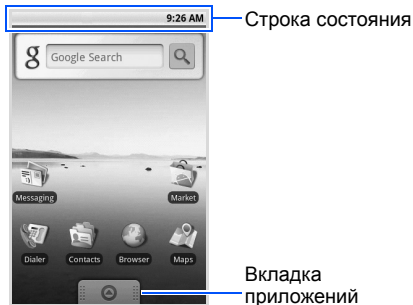 9:26 AM
Строка состояния
g Google Search
Messaging
Market
Dialer
Contacts
Browser
Maps
Вкладка
приложений